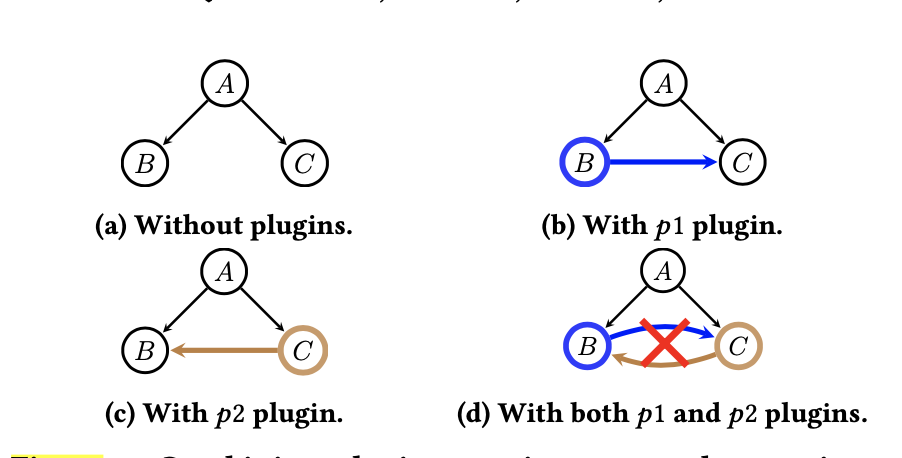 A
A
B
C
B
C
(a) Without plugins.
(b) With p1 plugin.
A
A
B
C
B
C
(c) With p2 plugin.
(d) With both p1 and p2 plugins.